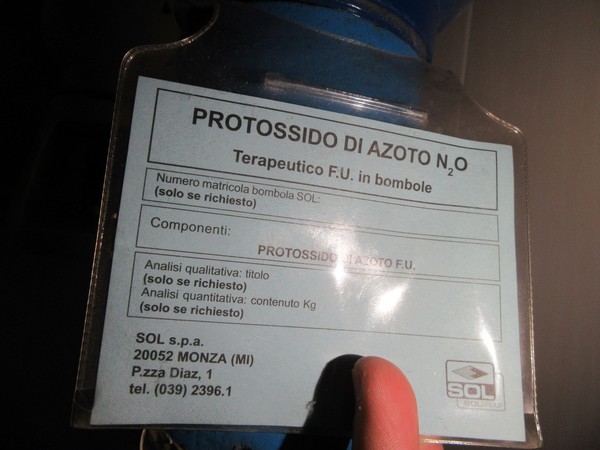 PROTOSSIDO DI AZOTO N₂O
Terapeutico F.U. in bombole
Numero matricola bombola SOL:
(solo se richiesto)
Componenti:
PROTOSSIDO DI AZOTO F.U.
Analisi qualitativa: titolo
(solo se richiesto)
Analisi quantitativa: contenuto Kg
(solo se richiesto)
SOL s.p.a.
20052 MONZA (MI)
P.zza Diaz, 1
tel. (039) 2396.1
SOL